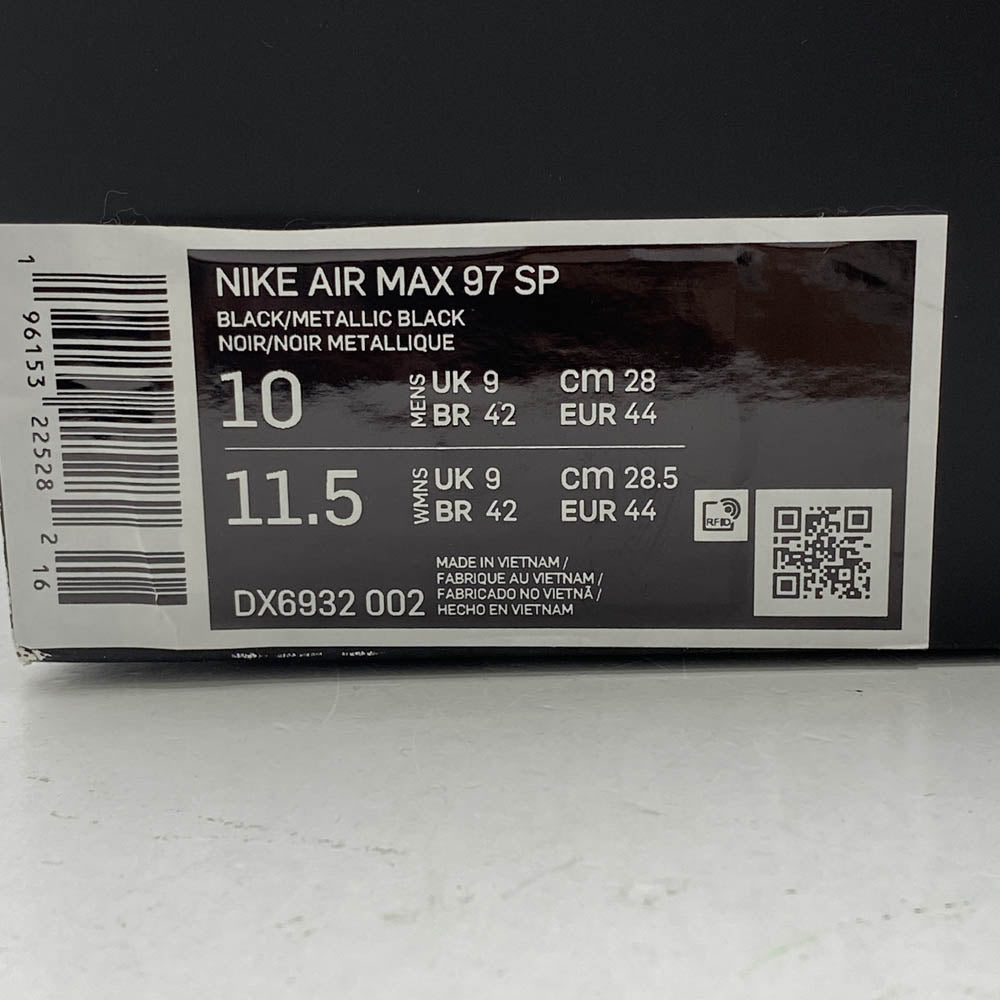 NIKE AIR MAX 97 SP
BLACK/METALLIC BLACK
NOIR/NOIR METALLIQUE
10 MENS UK 9 cm 28
BR 42 EUR 44
11.5 WMNS UK 9 cm 28.5
BR 42 EUR 44
RFID
MADE IN VIETNAM /
FABRIQUE AU VIETNAM /
FABRICADO NO VIETNÃ /
HECHO EN VIETNAM
DX6932 002
1 96153 22528 2 16